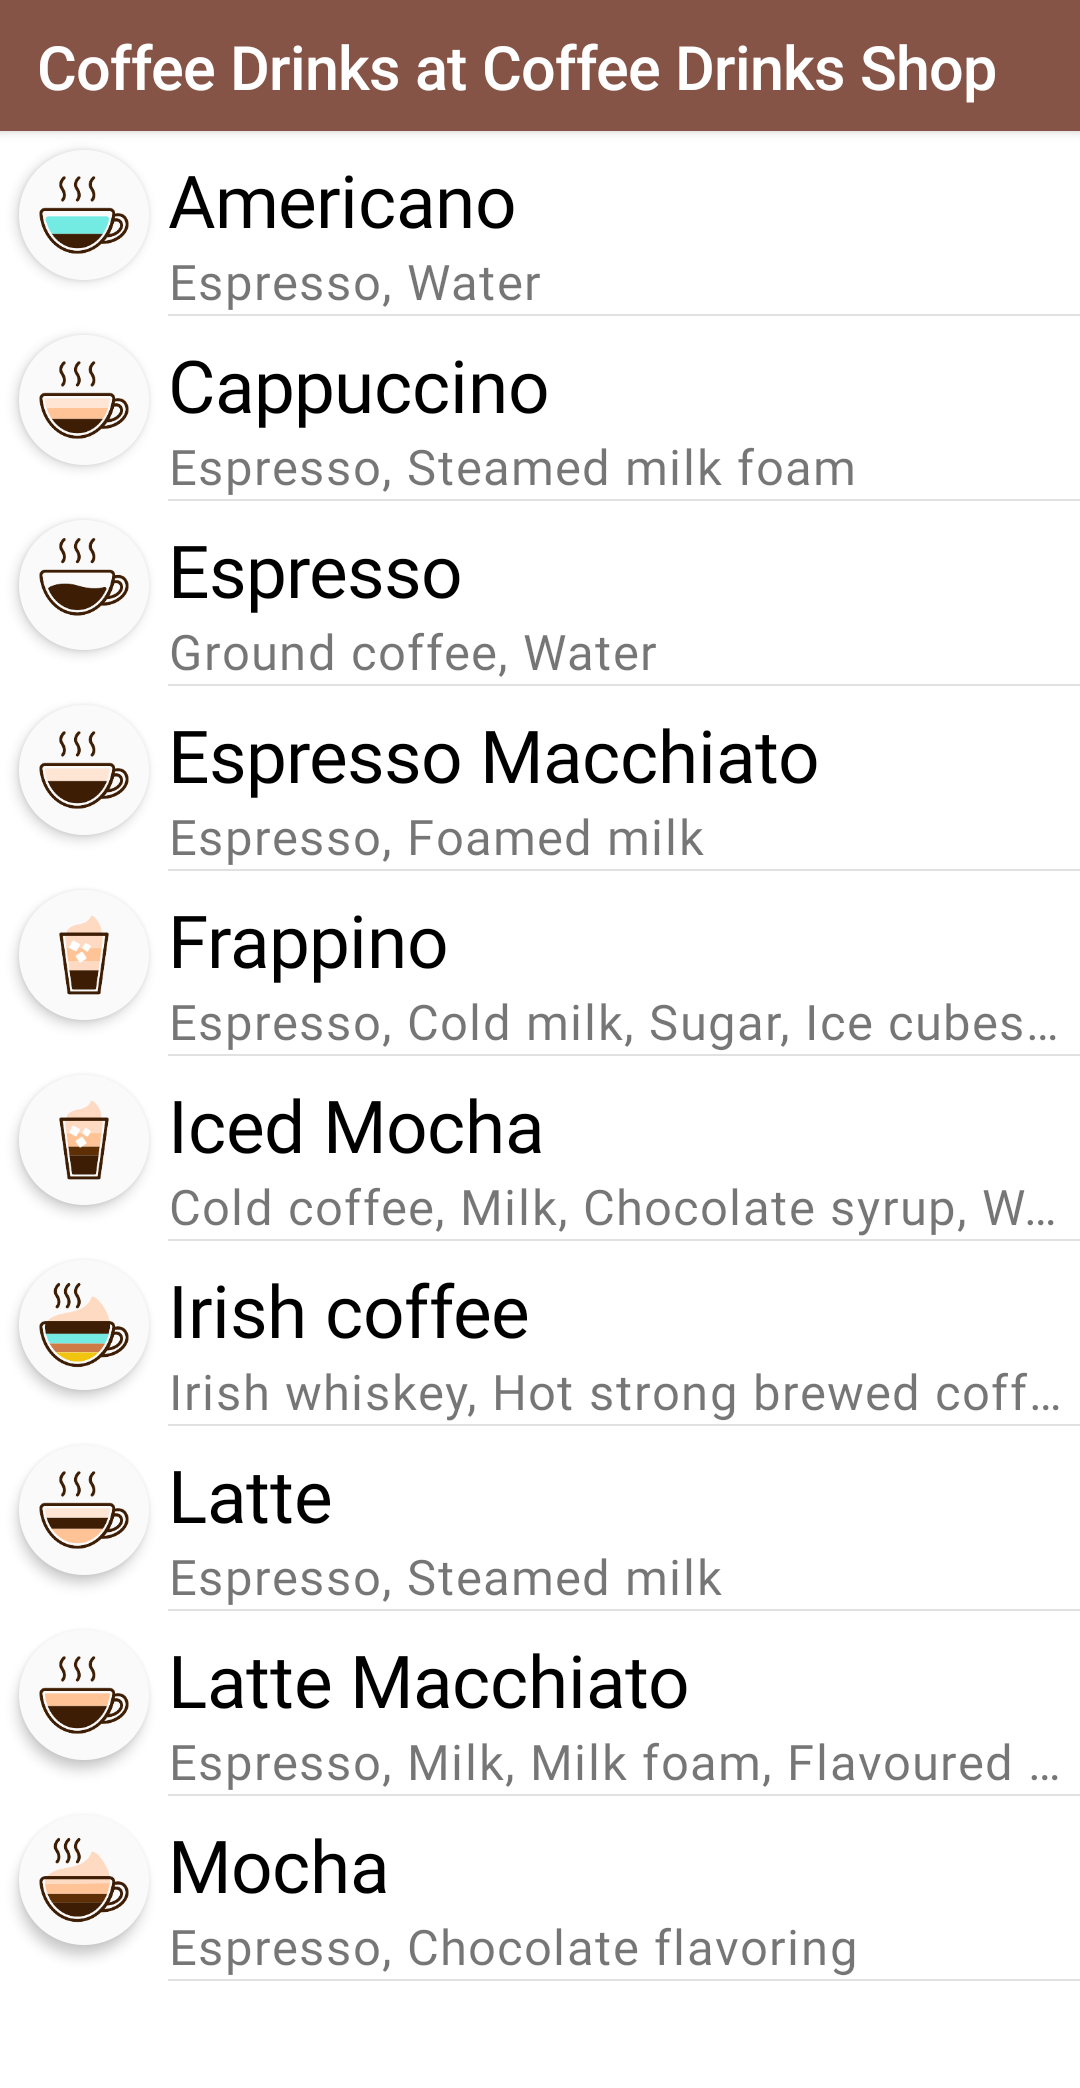 Coffee Drinks at Coffee Drinks Shop
Americano
Espresso, Water
Cappuccino
Espresso, Steamed milk foam
Espresso
Ground coffee, Water
Espresso Macchiato
Espresso, Foamed milk
Frappino
Espresso, Cold milk, Sugar, Ice cubes…
Iced Mocha
Cold coffee, Milk, Chocolate syrup, W…
Irish coffee
Irish whiskey, Hot strong brewed coff…
Latte
Espresso, Steamed milk
Latte Macchiato
Espresso, Milk, Milk foam, Flavoured …
Mocha
Espresso, Chocolate flavoring